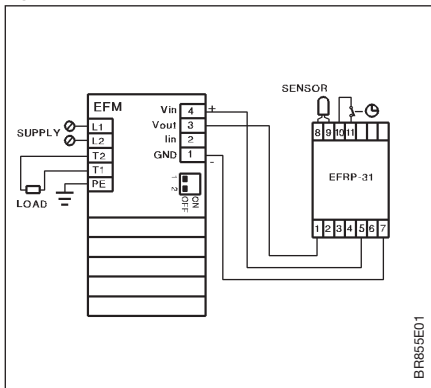 EFM
SUPPLY
L1
L2
T2
T1
PE
LOAD
Vin 4 +
Vout 3
Iin 2
GND 1 -
1 2
ON
OFF
SENSOR
8 9 10 11
EFRP-31
1 2 3 4 5 6 7
BR855E01